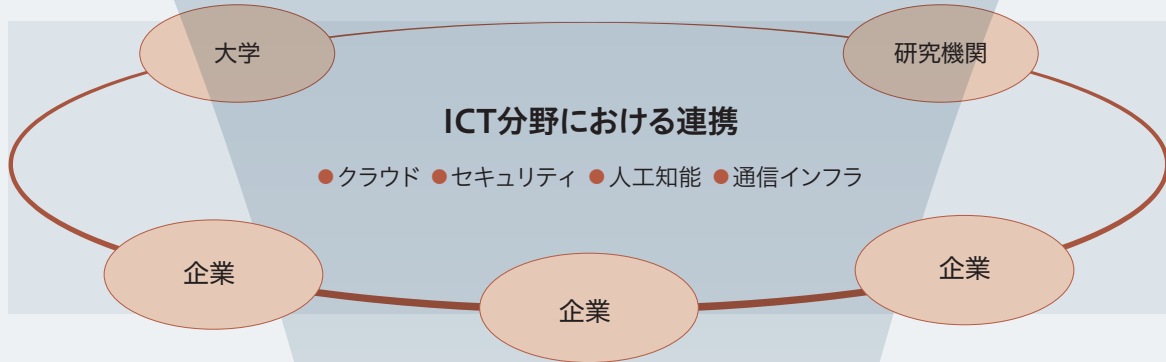 大学
研究機関
ICT分野における連携
●クラウド ●セキュリティ ●人工知能 ●通信インフラ
企業
企業
企業